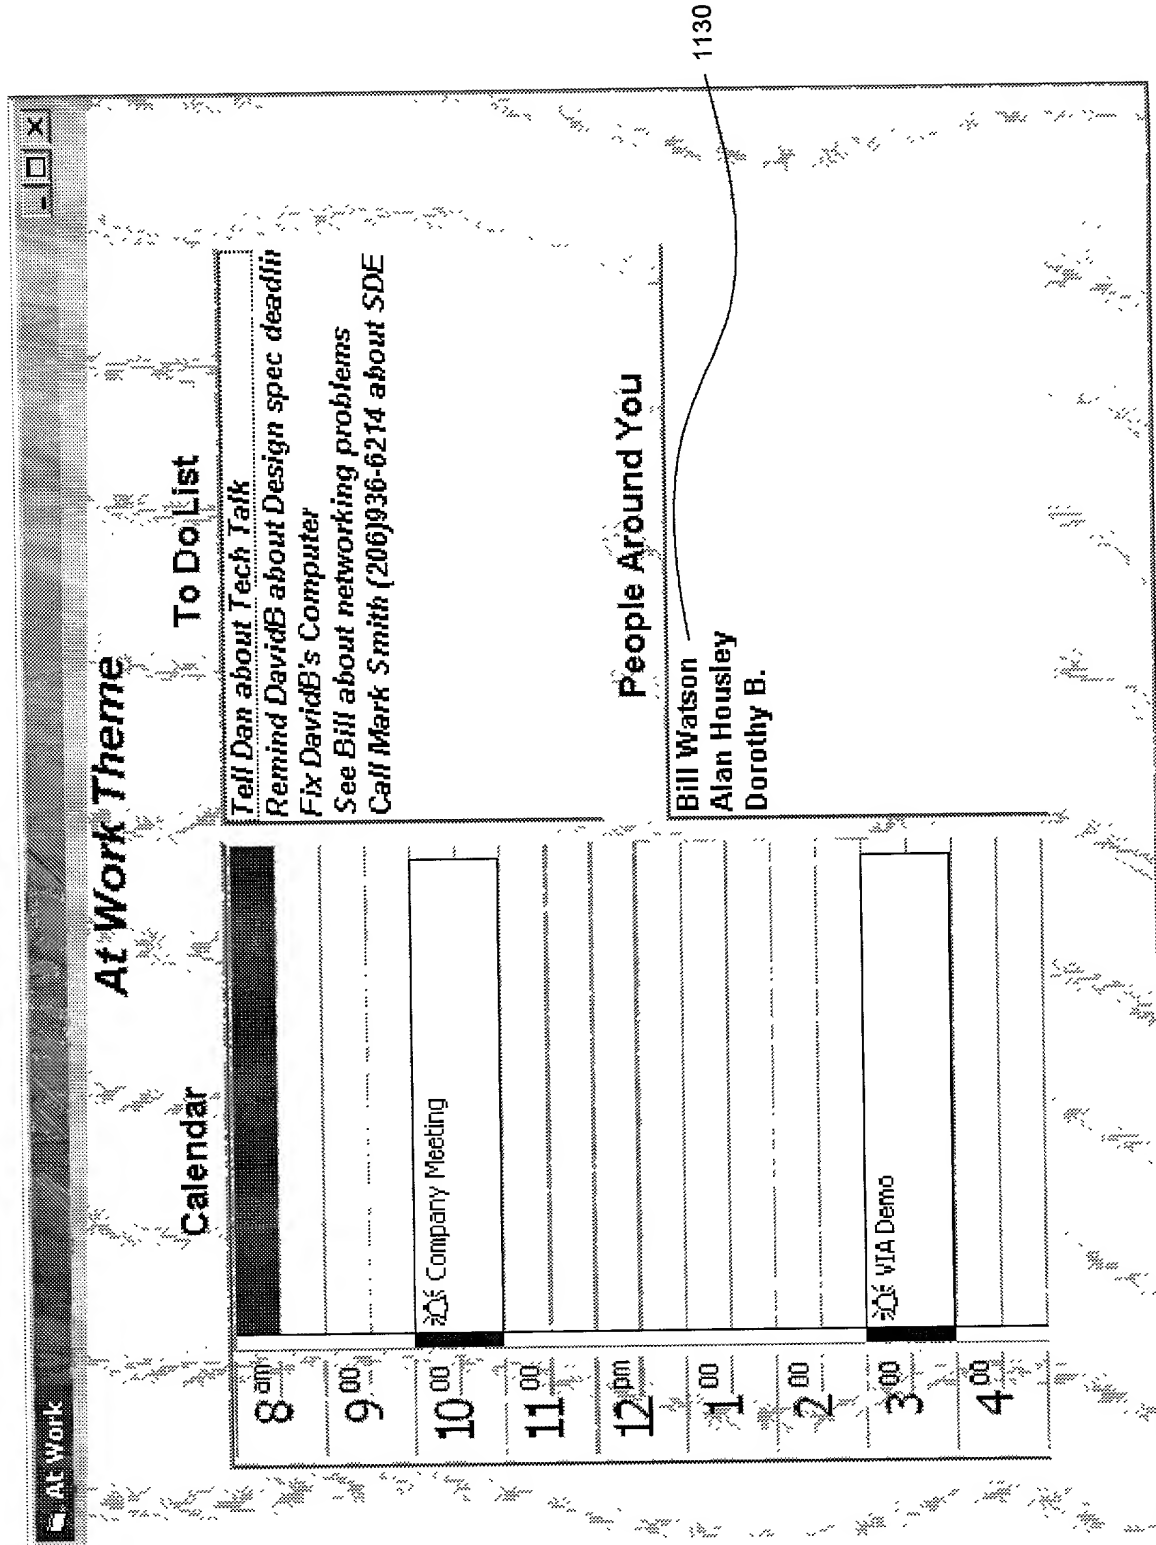 At Work
At Work Theme
Calendar
8 am
9 00
10 00
Company Meeting
11 00
12 pm
1 00
2 00
3 00
VIA Demo
4 00
To Do List
Tell Dan about Tech Talk
Remind DavidB about Design spec deadlin
Fix DavidB's Computer
See Bill about networking problems
Call Mark Smith (206)936-6214 about SDE
People Around You
Bill Watson
Alan Housley
Dorothy B.
1130